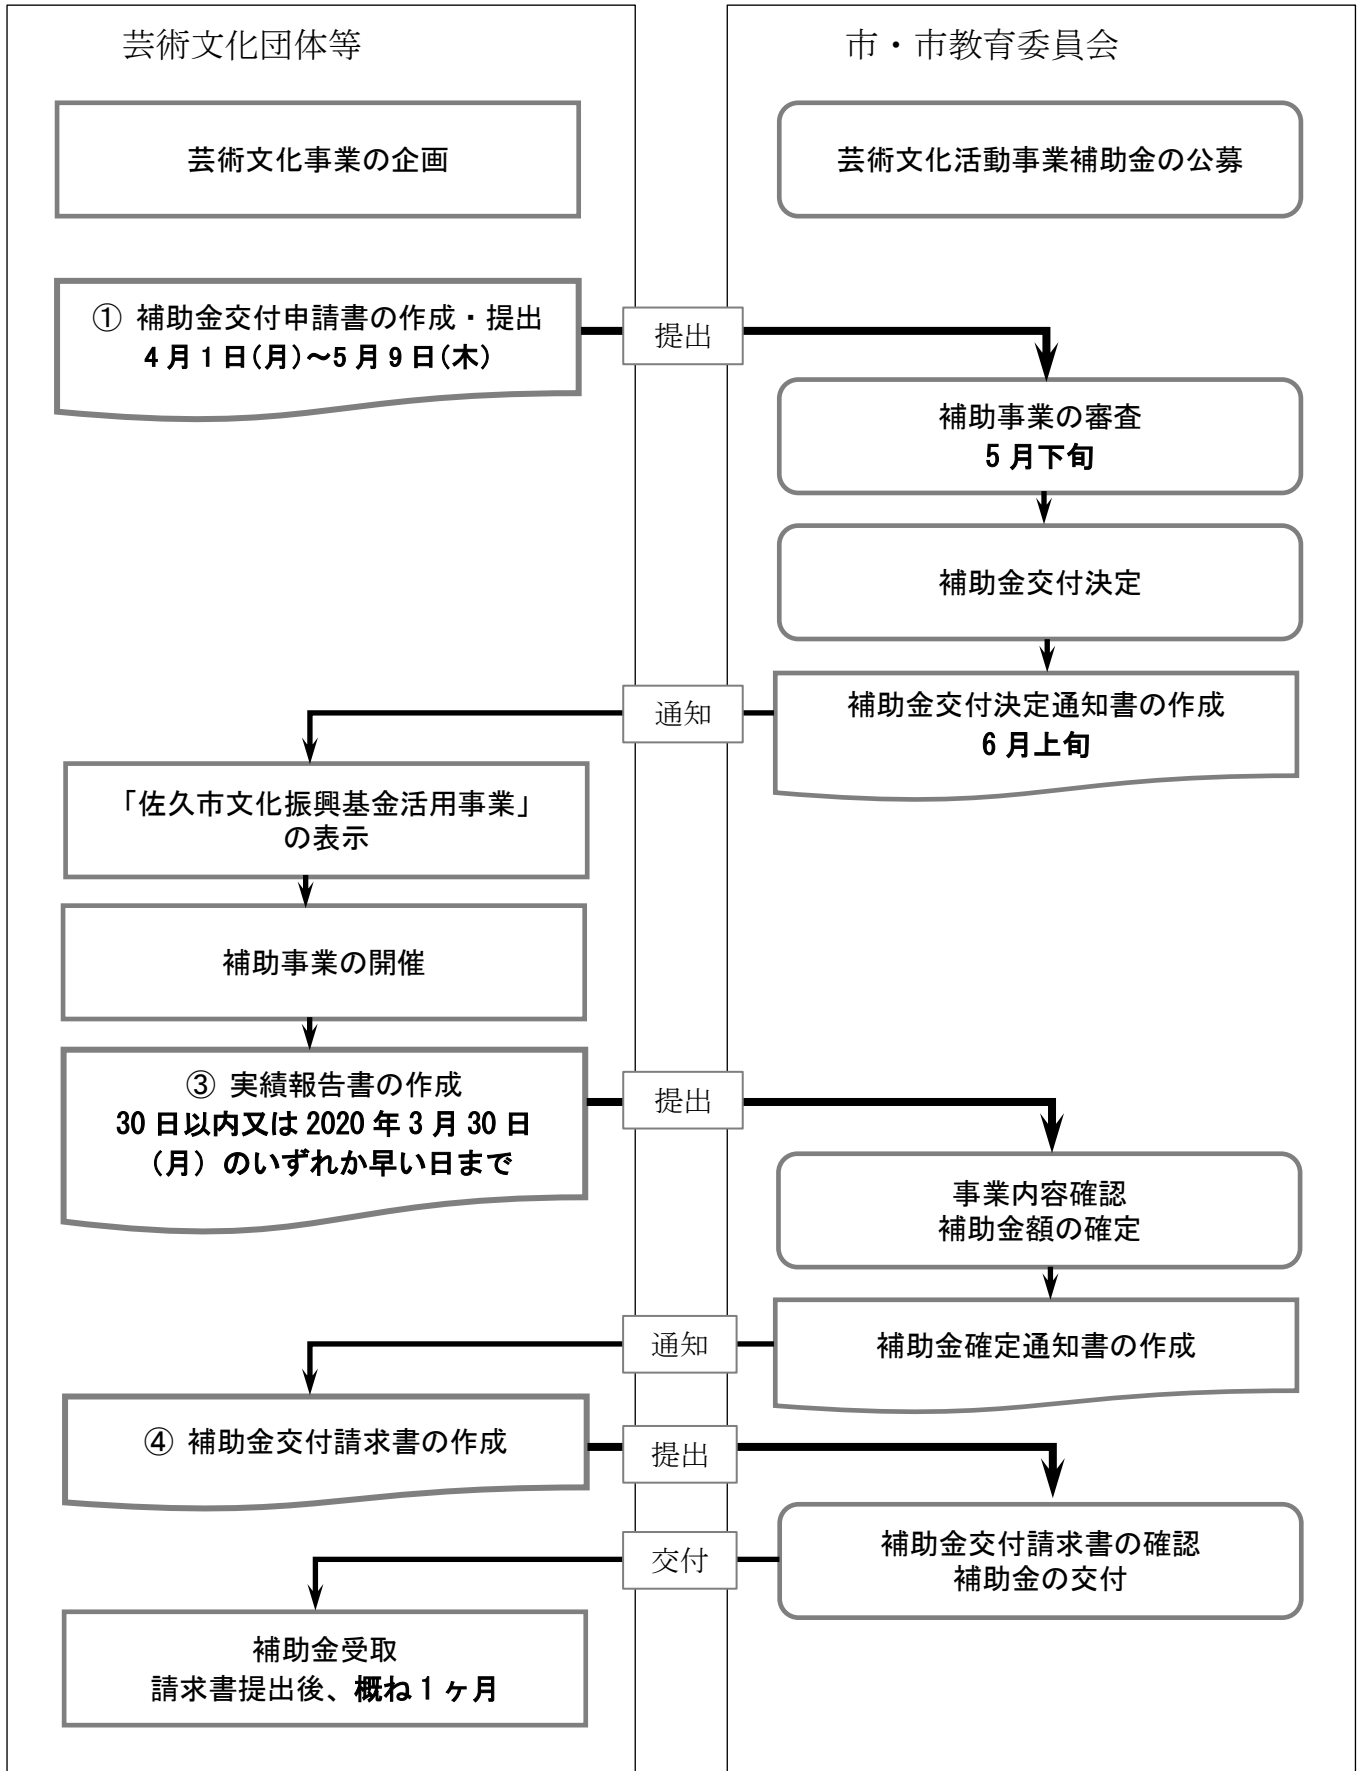 芸術文化団体等
市・市教育委員会
芸術文化事業の企画
芸術文化活動事業補助金の公募
① 補助金交付申請書の作成・提出
4月1日(月)～5月9日(木)
提出
補助事業の審査
5月下旬
補助金交付決定
通知
補助金交付決定通知書の作成
6月上旬
「佐久市文化振興基金活用事業」
の表示
補助事業の開催
③ 実績報告書の作成
30日以内又は2020年3月30日
（月）のいずれか早い日まで
提出
事業内容確認
補助金額の確定
通知
補助金確定通知書の作成
④ 補助金交付請求書の作成
提出
補助金交付請求書の確認
補助金の交付
交付
補助金受取
請求書提出後、概ね1ヶ月